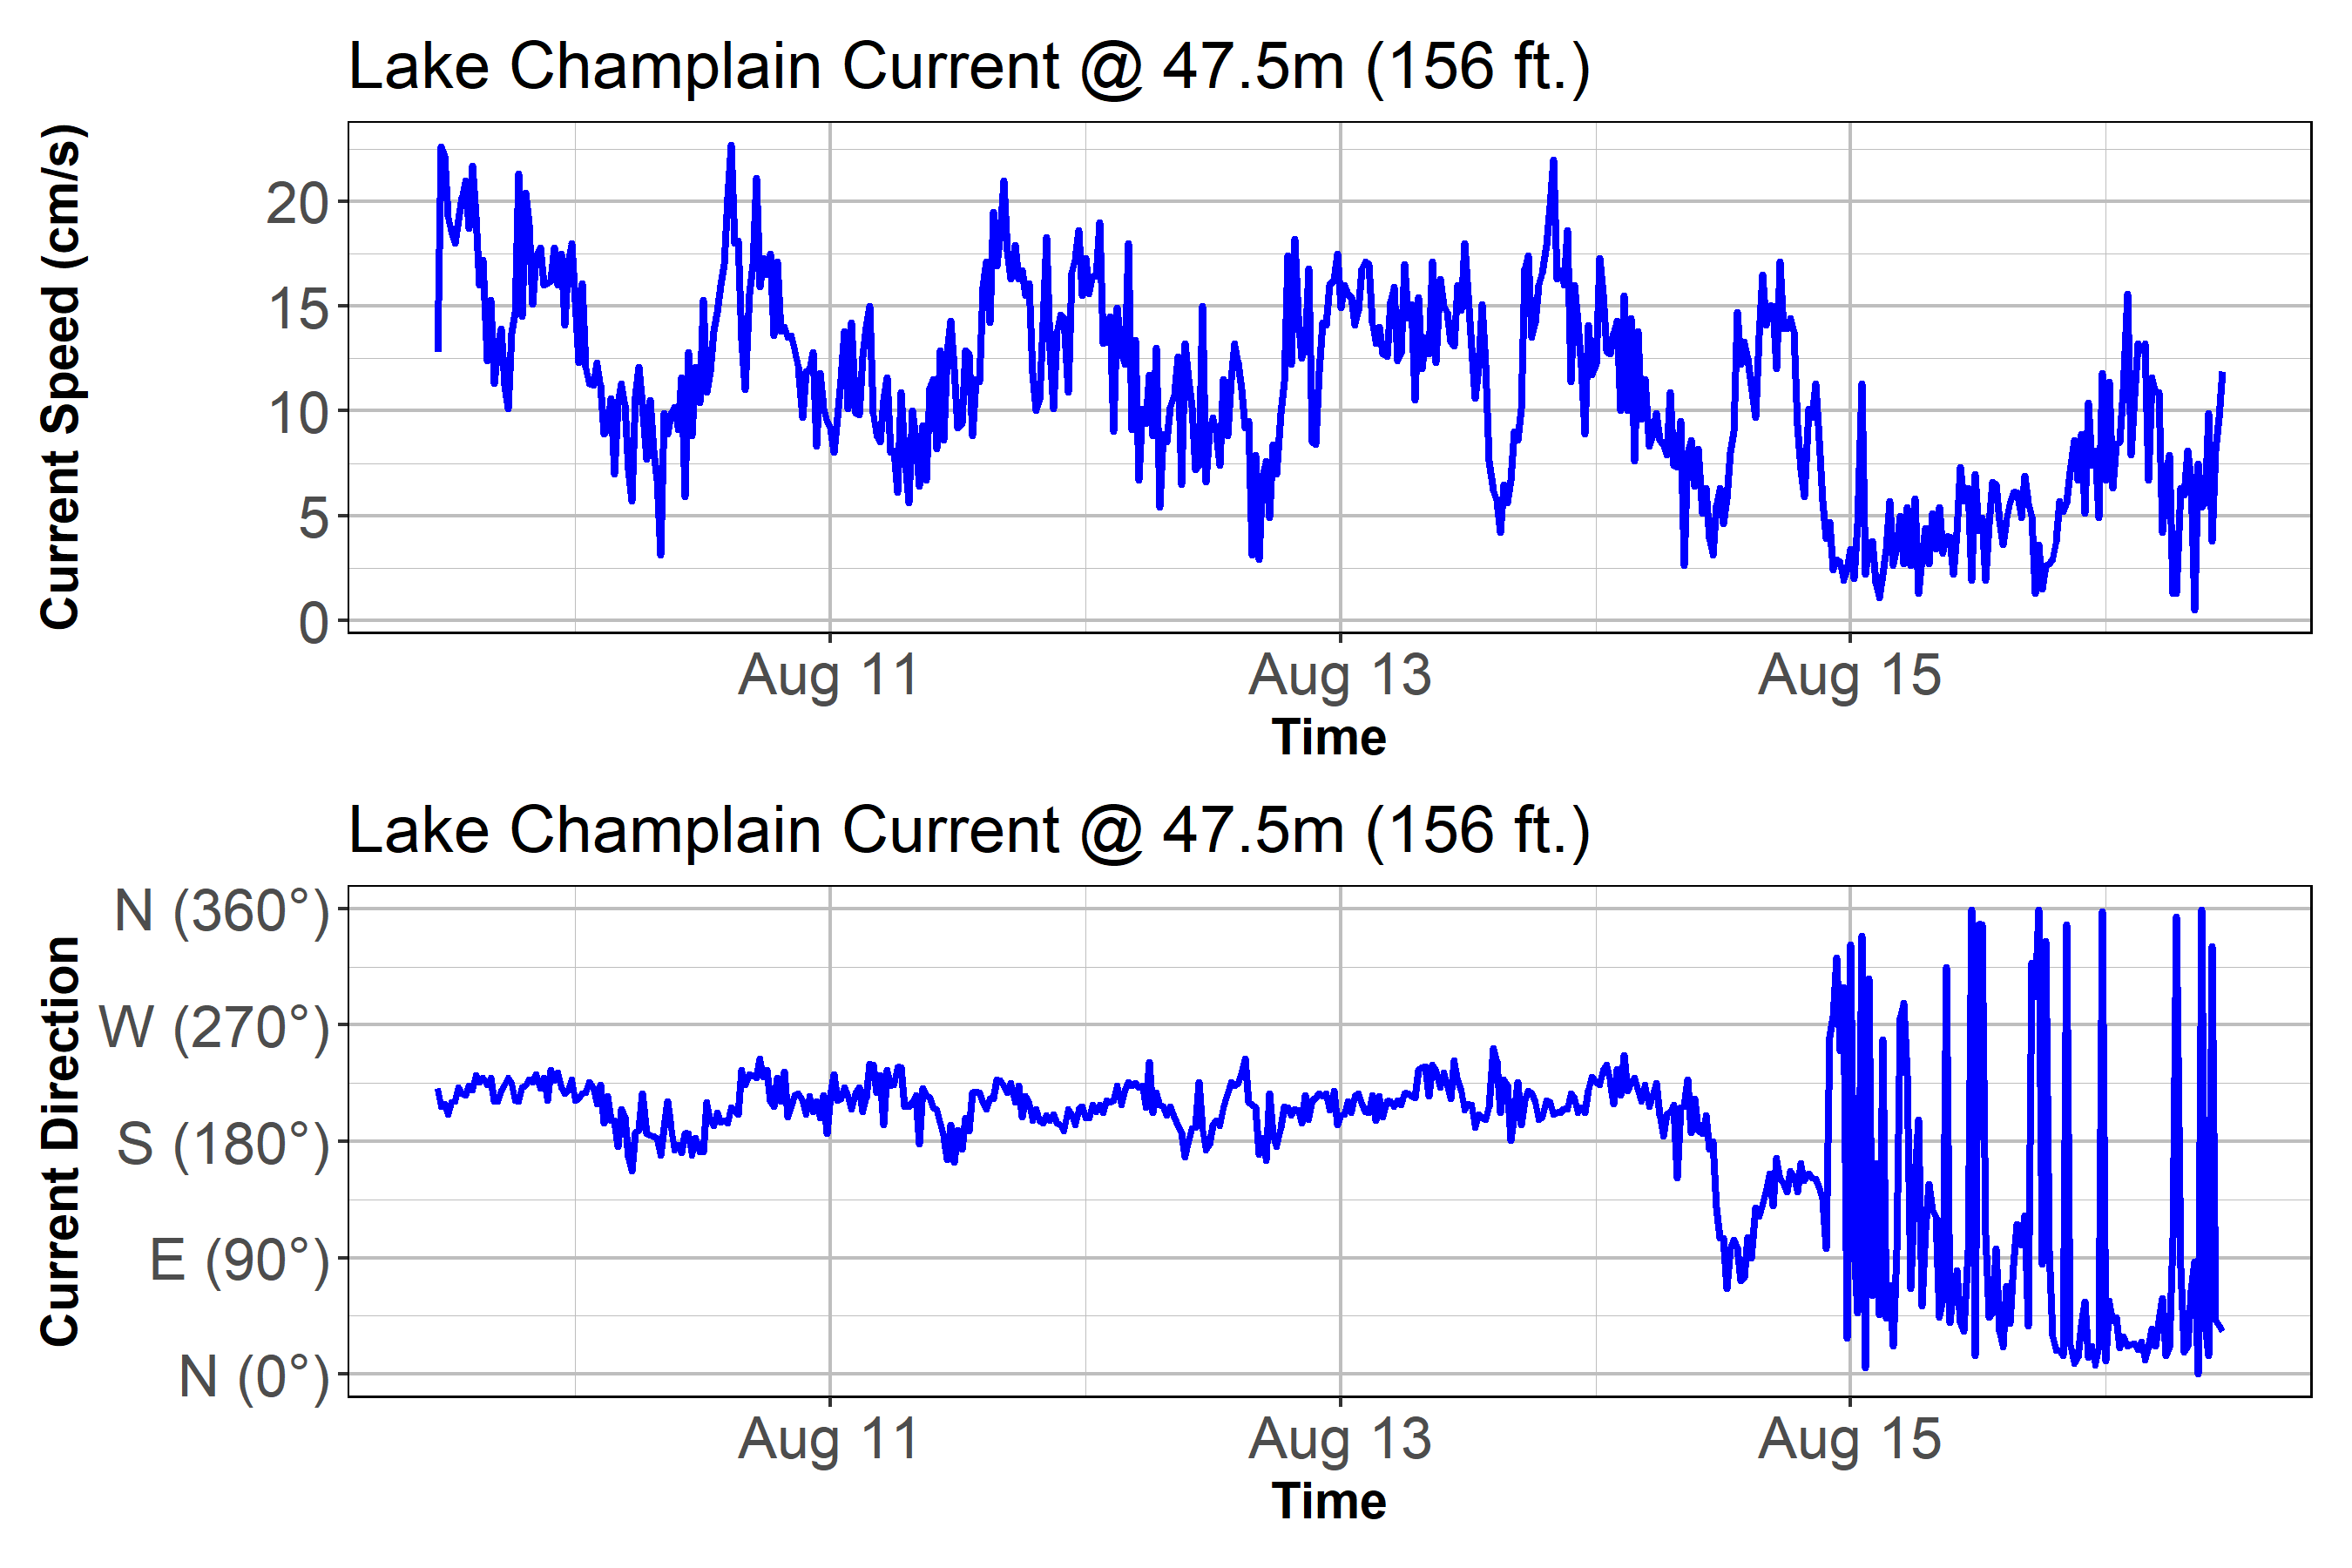 Lake Champlain Current @ 47.5m (156 ft.)
Current Speed (cm/s)
20
15
10
5
0
Aug 11
Aug 13
Aug 15
Time
Lake Champlain Current @ 47.5m (156 ft.)
Current Direction
N (360°)
W (270°)
S (180°)
E (90°)
N (0°)
Aug 11
Aug 13
Aug 15
Time